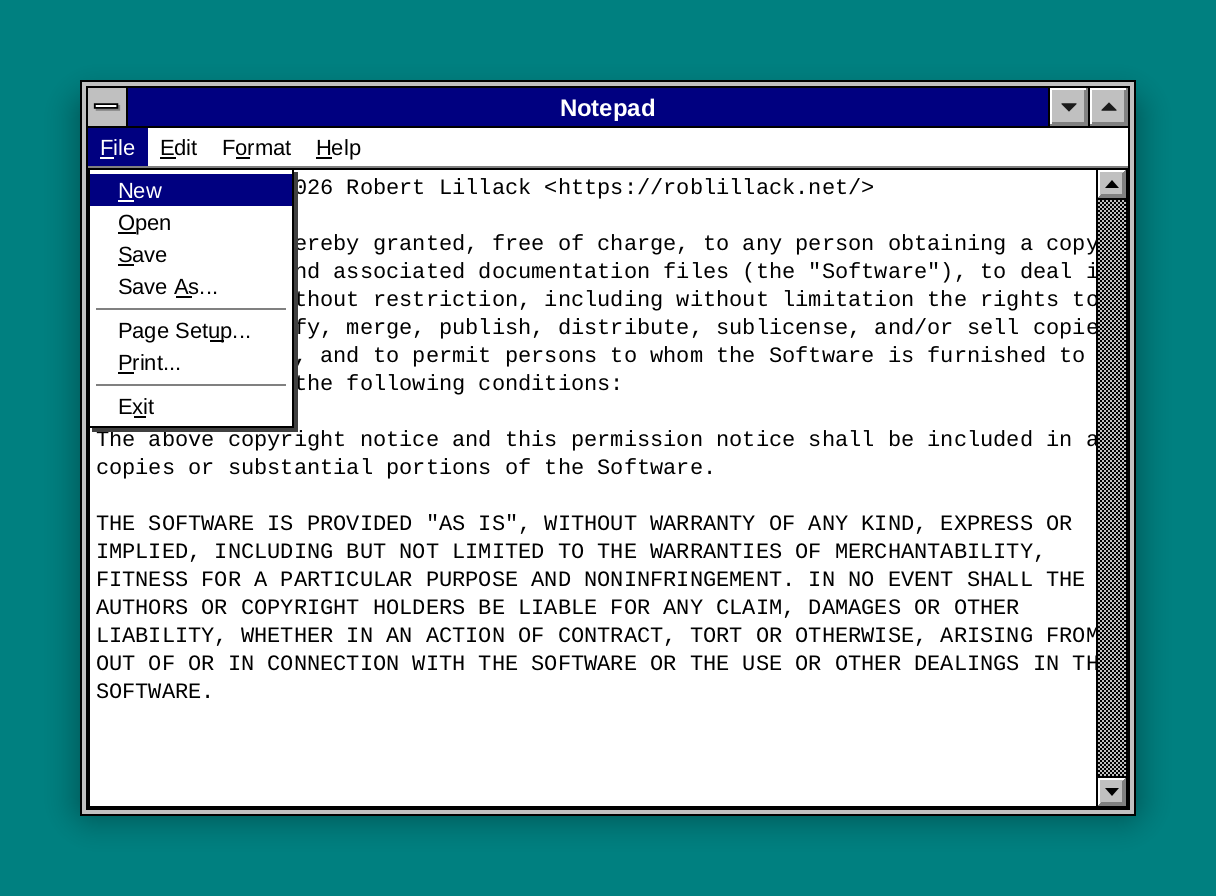 Notepad
File Edit Format Help
New
Open
Save
Save As...
Page Setup...
Print...
Exit
026 Robert Lillack <https://roblillack.net/>
granted, free of charge, to any person obtaining a copy
associated documentation files (the "Software"), to deal
restriction, including without limitation the rights to
merge, publish, distribute, sublicense, and/or sell
, and to permit persons to whom the Software is furnished to
the following conditions:
The above copyright notice and this permission notice shall be included in
copies or substantial portions of the Software.
THE SOFTWARE IS PROVIDED "AS IS", WITHOUT WARRANTY OF ANY KIND, EXPRESS OR
IMPLIED, INCLUDING BUT NOT LIMITED TO THE WARRANTIES OF MERCHANTABILITY,
FITNESS FOR A PARTICULAR PURPOSE AND NONINFRINGEMENT. IN NO EVENT SHALL THE
AUTHORS OR COPYRIGHT HOLDERS BE LIABLE FOR ANY CLAIM, DAMAGES OR OTHER
LIABILITY, WHETHER IN AN ACTION OF CONTRACT, TORT OR OTHERWISE, ARISING FROM
OUT OF OR IN CONNECTION WITH THE SOFTWARE OR THE USE OR OTHER DEALINGS IN
SOFTWARE.